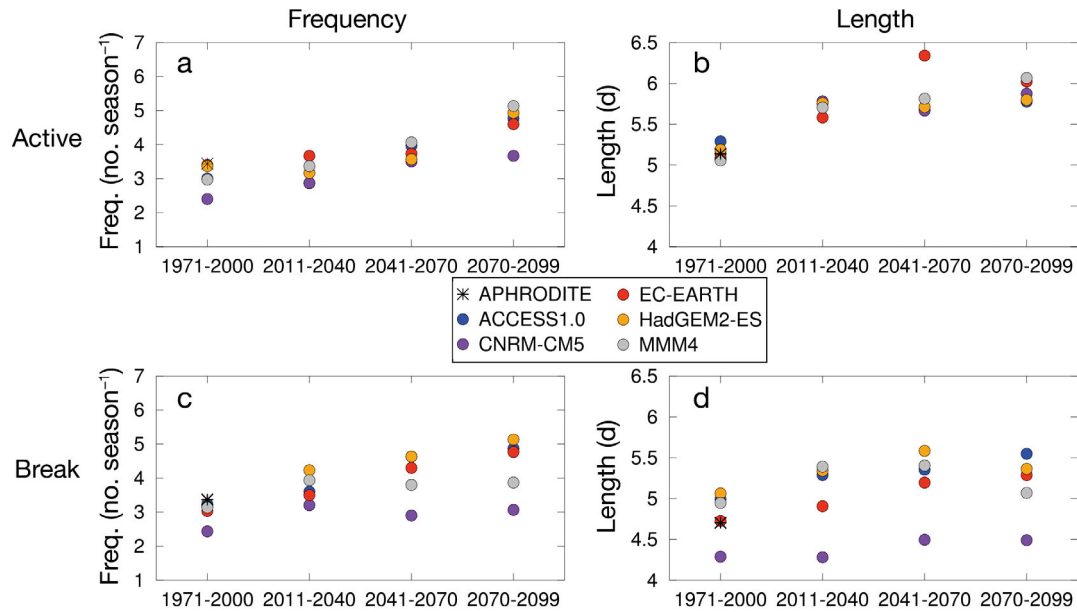 Frequency
Length
Active
a
Freq. (no. season⁻¹)
7
6
5
4
3
2
1
1971-2000 2011-2040 2041-2070 2070-2099
b
Length (d)
6.5
6
5.5
5
4.5
4
1971-2000 2011-2040 2041-2070 2070-2099
APHRODITE EC-EARTH
ACCESS1.0 HadGEM2-ES
CNRM-CM5 MMM4
Break
c
Freq. (no. season⁻¹)
7
6
5
4
3
2
1
1971-2000 2011-2040 2041-2070 2070-2099
d
Length (d)
6.5
6
5.5
5
4.5
4
1971-2000 2011-2040 2041-2070 2070-2099